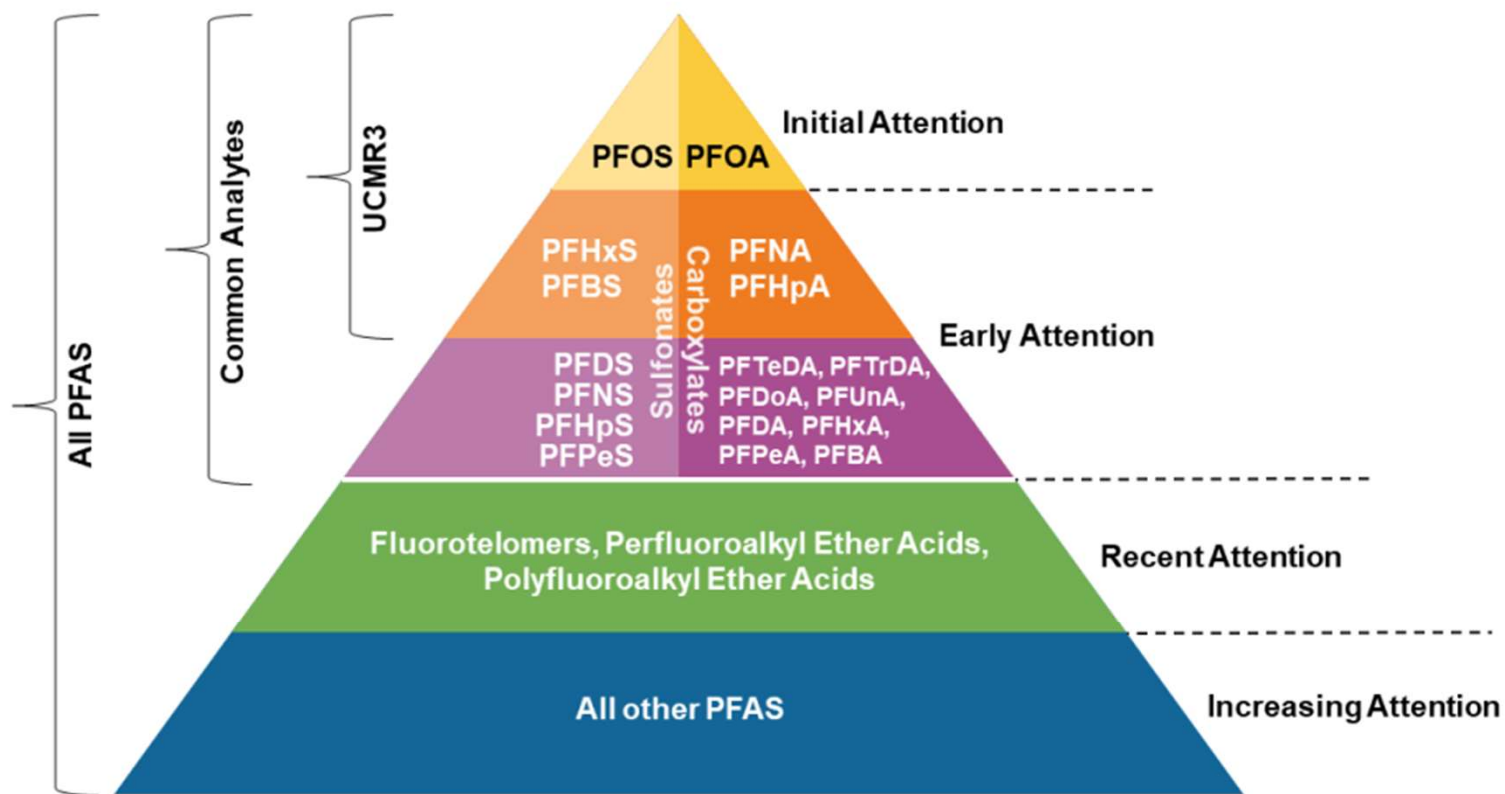 All PFAS
Common Analytes
UCMR3
PFOS PFOA
Initial Attention
PFHxS
PFBS
Sulfonates
Carboxylates
PFNA
PFHpA
Early Attention
PFDS
PFNS
PFHpS
PFPeS
PFTeDA, PFTrDA,
PFDoA, PFUnA,
PFDA, PFHxA,
PFPeA, PFBA
Fluorotelomers, Perfluoroalkyl Ether Acids,
Polyfluoroalkyl Ether Acids
Recent Attention
All other PFAS
Increasing Attention